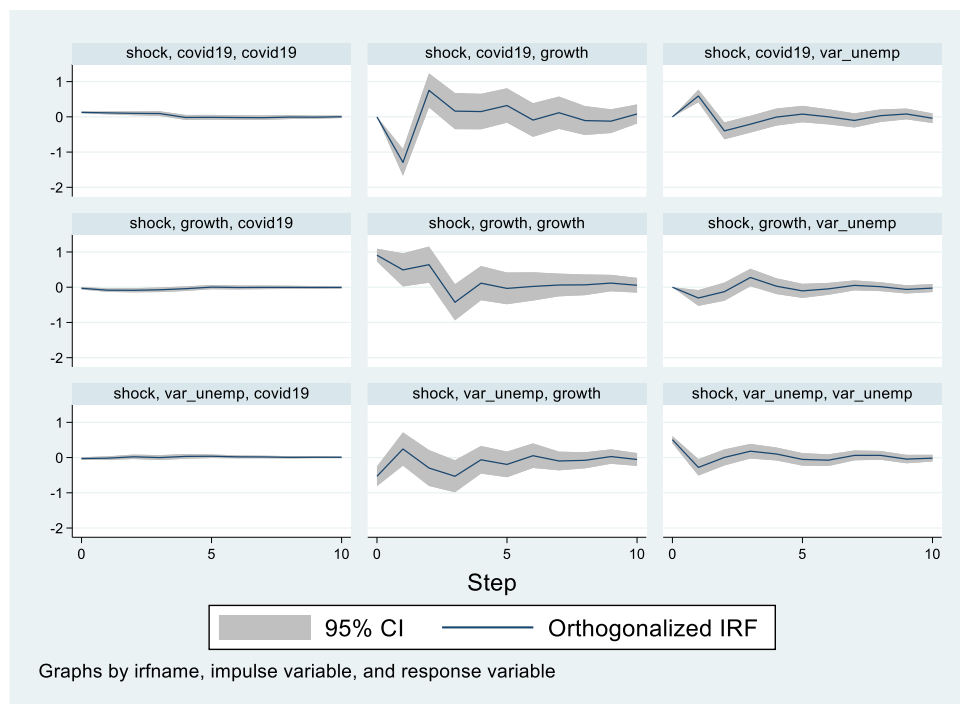 shock, covid19, covid19
shock, covid19, growth
shock, covid19, var_unemp
1
0
-1
-2
shock, growth, covid19
shock, growth, growth
shock, growth, var_unemp
1
0
-1
-2
shock, var_unemp, covid19
shock, var_unemp, growth
shock, var_unemp, var_unemp
1
0
-1
-2
0 5 10
0 5 10
0 5 10
Step
95% CI
Orthogonalized IRF
Graphs by irfname, impulse variable, and response variable